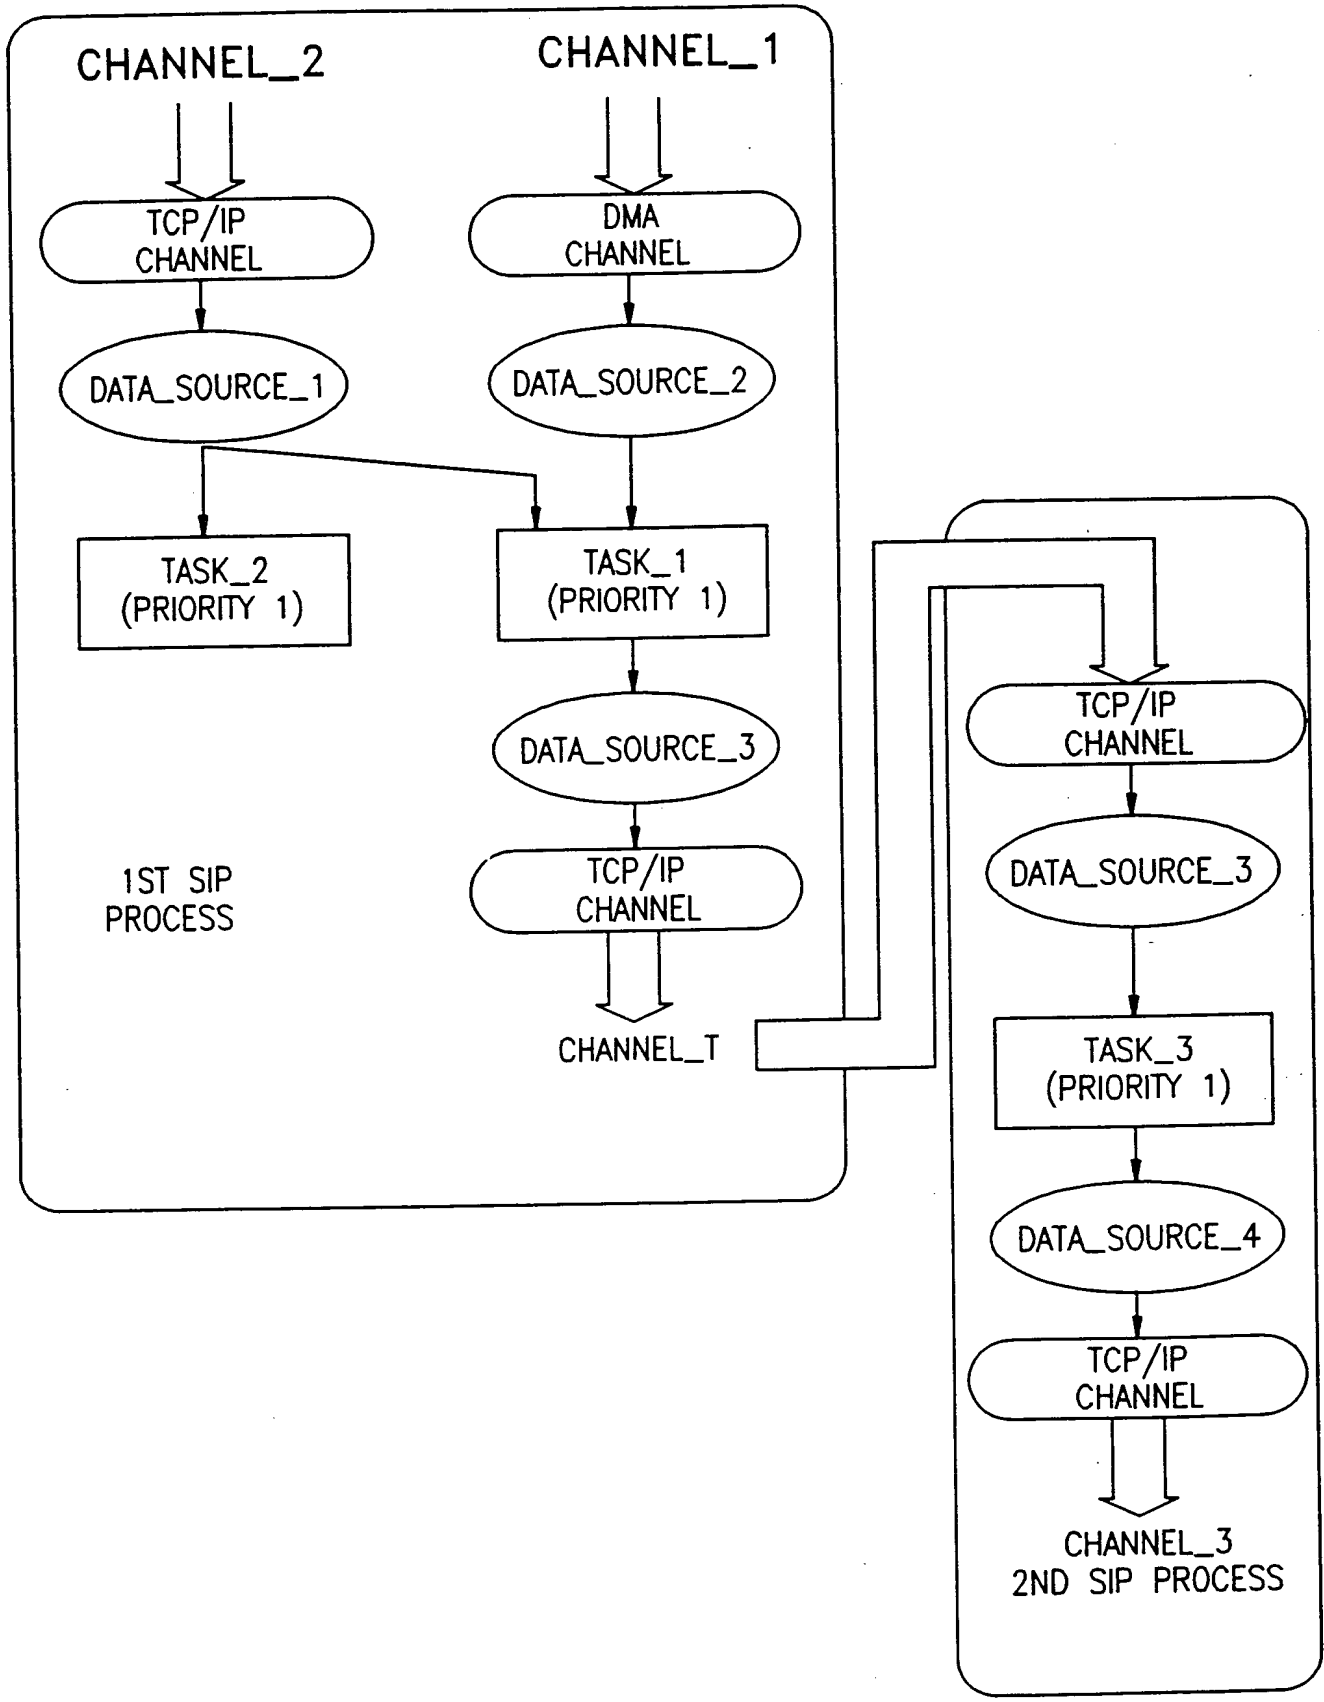 CHANNEL_2
CHANNEL_1
TCP/IP
CHANNEL
DMA
CHANNEL
DATA_SOURCE_1
DATA_SOURCE_2
TASK_2
(PRIORITY 1)
TASK_1
(PRIORITY 1)
DATA_SOURCE_3
1ST SIP
PROCESS
TCP/IP
CHANNEL
CHANNEL_T
TCP/IP
CHANNEL
DATA_SOURCE_3
TASK_3
(PRIORITY 1)
DATA_SOURCE_4
TCP/IP
CHANNEL
CHANNEL_3
2ND SIP PROCESS